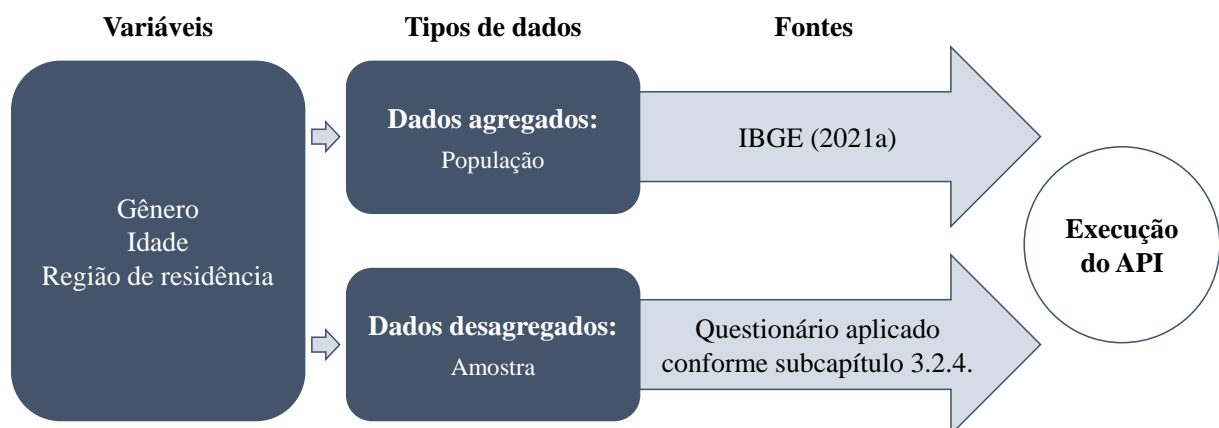 Variáveis
Tipos de dados
Fontes
Gênero
Idade
Região de residência
Dados agregados:
População
IBGE (2021a)
Dados desagregados:
Amostra
Questionário aplicado
conforme subcapítulo 3.2.4.
Execução
do API